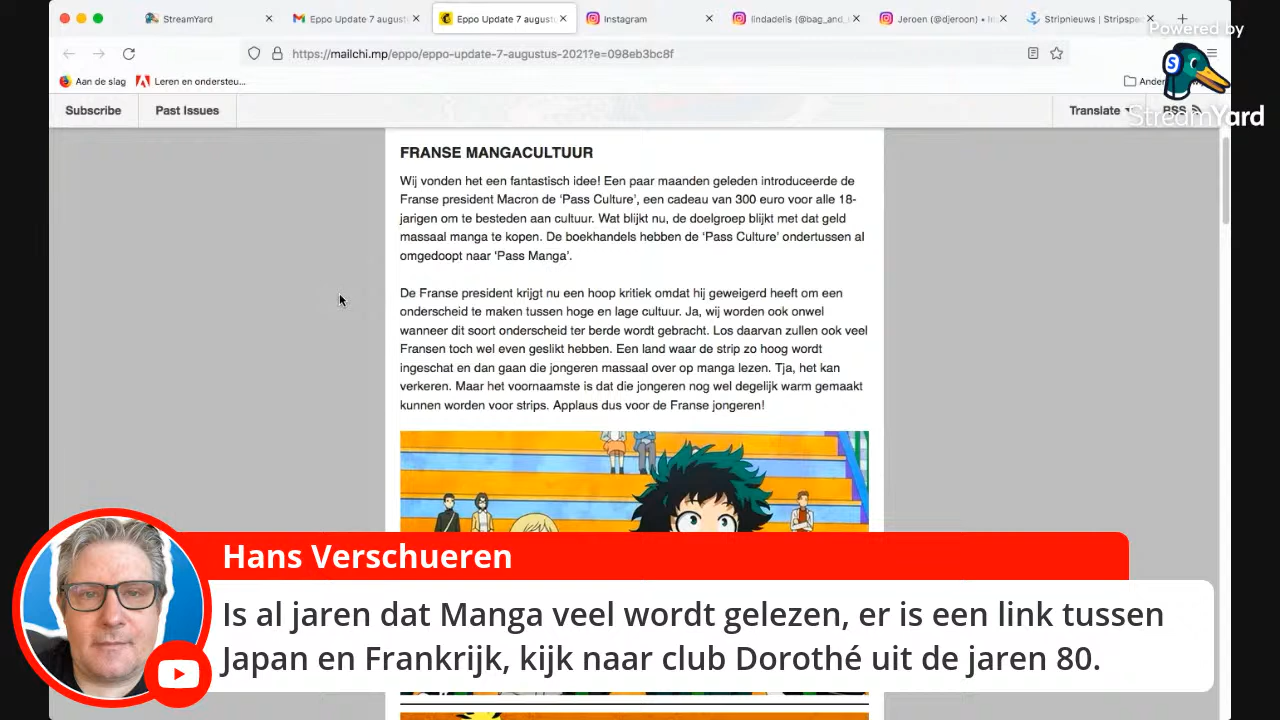 StreamYard
Eppo Update 7 augustu
Eppo Update 7 august
Instagram
lindadelis (@bag_and_
Jeroen (@djeroon) • In
Stripnieuws | Stripspe
Powered by
https://mailchi.mp/eppo/eppo-update-7-augustus-2021?e=098eb3bc8f
Aan de slag
Leren en ondersteu...
Subscribe
Past Issues
Translate
RSS
StreamYard
FRANSE MANGACULTUUR
Wij vonden het een fantastisch idee! Een paar maanden geleden introduceerde de
Franse president Macron de ‘Pass Culture’, een cadeau van 300 euro voor alle 18-
jarigen om te besteden aan cultuur. Wat blijkt nu, de doelgroep blijkt met dat geld
massaal manga te kopen. De boekhandels hebben de ‘Pass Culture’ ondertussen al
omgedoopt naar ‘Pass Manga’.
De Franse president krijgt nu een hoop kritiek omdat hij geweigerd heeft om een
onderscheid te maken tussen hoge en lage cultuur. Ja, wij worden ook onwel
wanneer dit soort onderscheid ter berde wordt gebracht. Los daarvan zullen ook veel
Fransen toch wel even geslikt hebben. Een land waar de strip zo hoog wordt
ingeschat en dan gaan die jongeren massaal over op manga lezen. Tja, het kan
verkeren. Maar het voornaamste is dat die jongeren nog wel degelijk warm gemaakt
kunnen worden voor strips. Applaus dus voor de Franse jongeren!
Hans Verschueren
Is al jaren dat Manga veel wordt gelezen, er is een link tussen
Japan en Frankrijk, kijk naar club Dorothé uit de jaren 80.